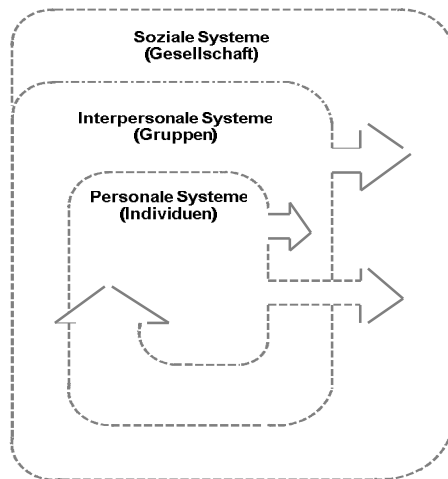 Soziale Systeme
(Gesellschaft)
Interpersonale Systeme
(Gruppen)
Personale Systeme
(Individuen)